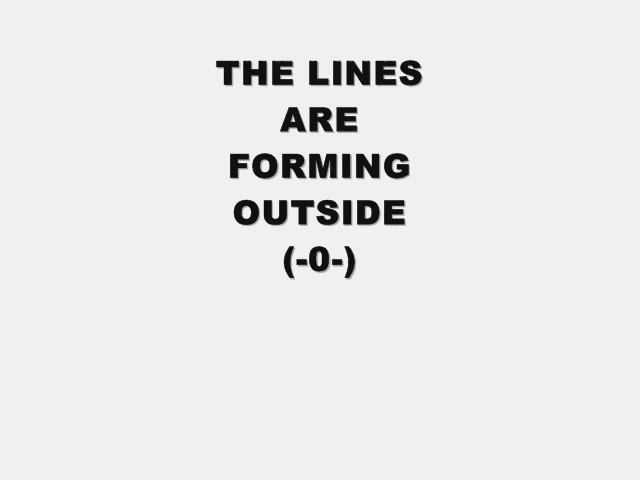 THE LINES
ARE
FORMING
OUTSIDE
(-0-)